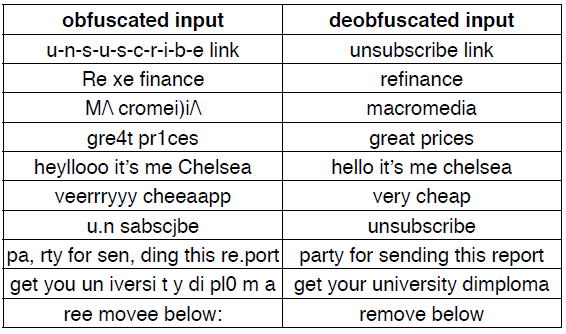 obfuscated input deobfuscated input
u-n-s-u-s-c-r-i-b-e link unsubscribe link
Re xe finance refinance
M/\ cromei)i/\ macromedia
gre4t pr1ces great prices
heyllooo it's me Chelsea hello it's me chelsea
veerrryyy cheeaapp very cheap
u.n sabscjbe unsubscribe
pa, rty for sen, ding this re.port party for sending this report
get you un iversi t y di pl0 m a get your university dimploma
ree movee below: remove below